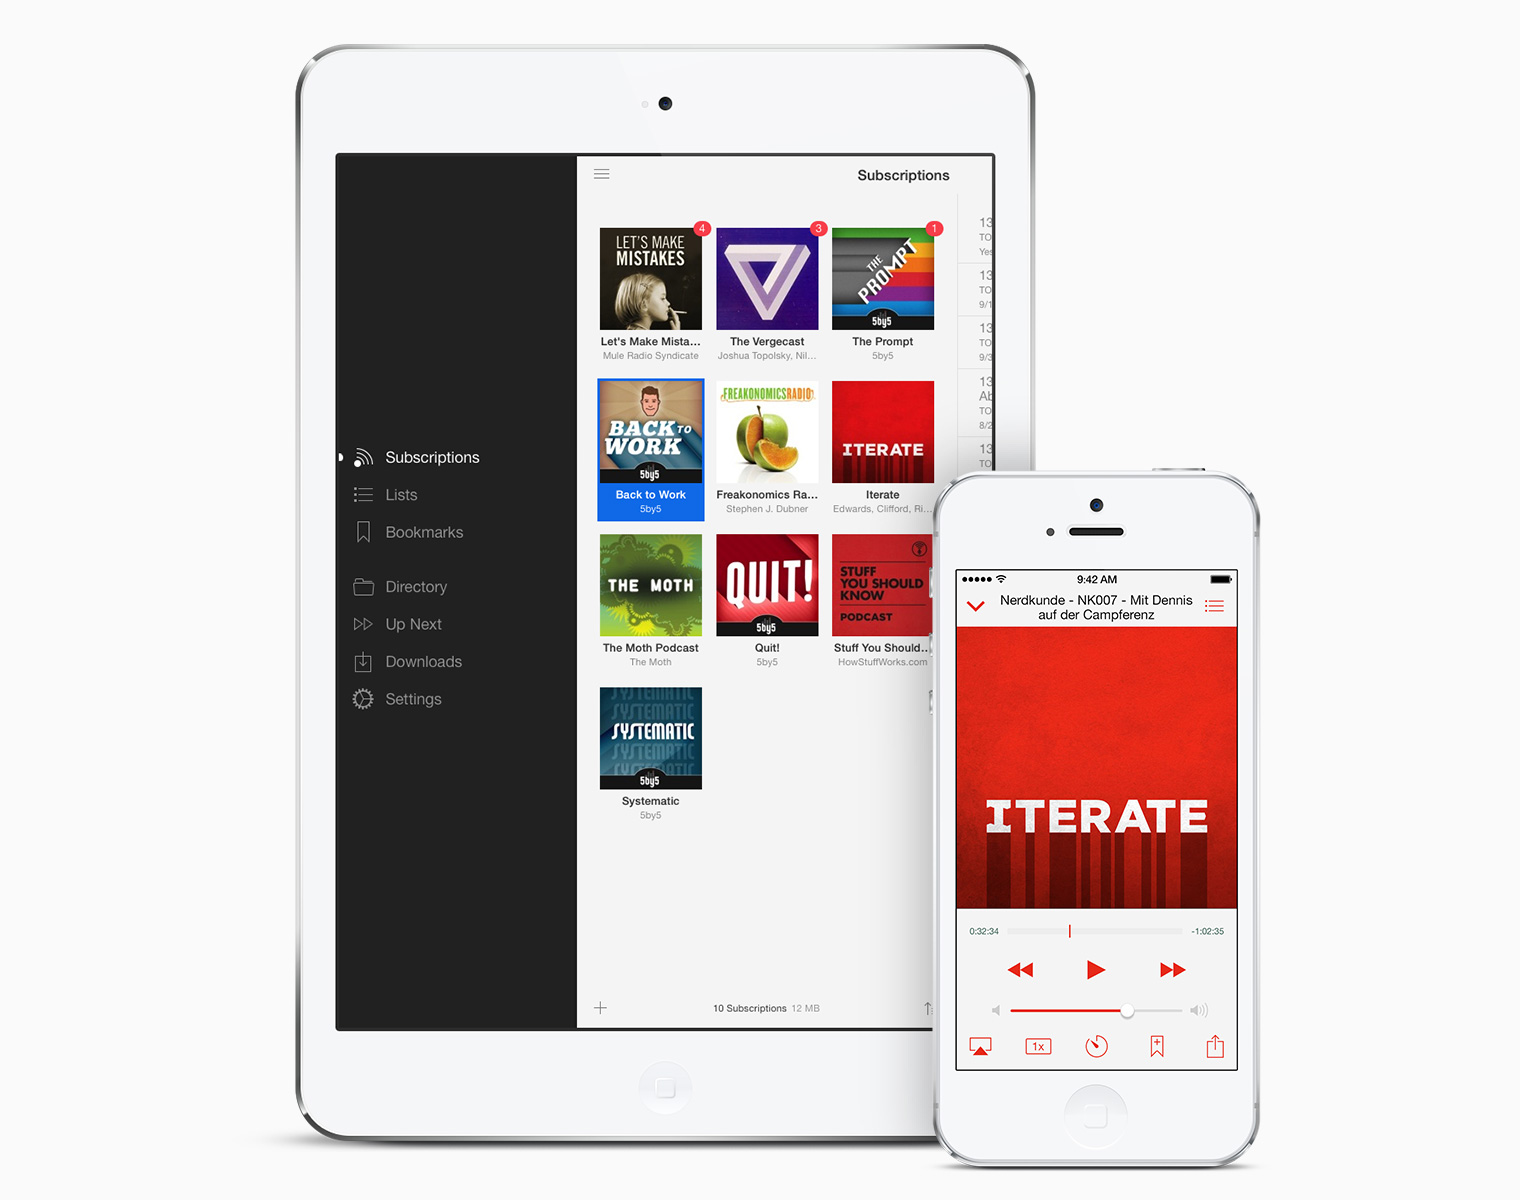 Subscriptions
Lists
Bookmarks
Directory
Up Next
Downloads
Settings
Subscriptions
4
3
1
LET'S MAKE
MISTAKES
THE
PROMPT
5by5
Let's Make Mista...
The Vergecast
The Prompt
Mule Radio Syndicate
Joshua Topolsky, Nil...
5by5
BACK TO
WORK
5by5
FREAKONOMICSRADIO
ITERATE
Back to Work
Freakonomics Ra...
Iterate
5by5
Stephen J. Dubner
Edwards, Clifford, Ri...
THE MOTH
QUIT!
5by5
STUFF
YOU SHOULD
KNOW
PODCAST
The Moth Podcast
Quit!
Stuff You Should...
The Moth
5by5
HowStuffWorks.com
SYSTEMATIC
SYSTEMATIC
SYSTEMATIC
SYSTEMATIC
SYSTEMATIC
5by5
Systematic
5by5
10 Subscriptions 12 MB
13
TO
Yes
13
TO
9/1
13
TO
9/3
13
Ab
TO
8/2
13
TO
9:42 AM
Nerdkunde - NK007 - Mit Dennis
auf der Campferenz
ITERATE
0:32:34
-1:02:35
1x